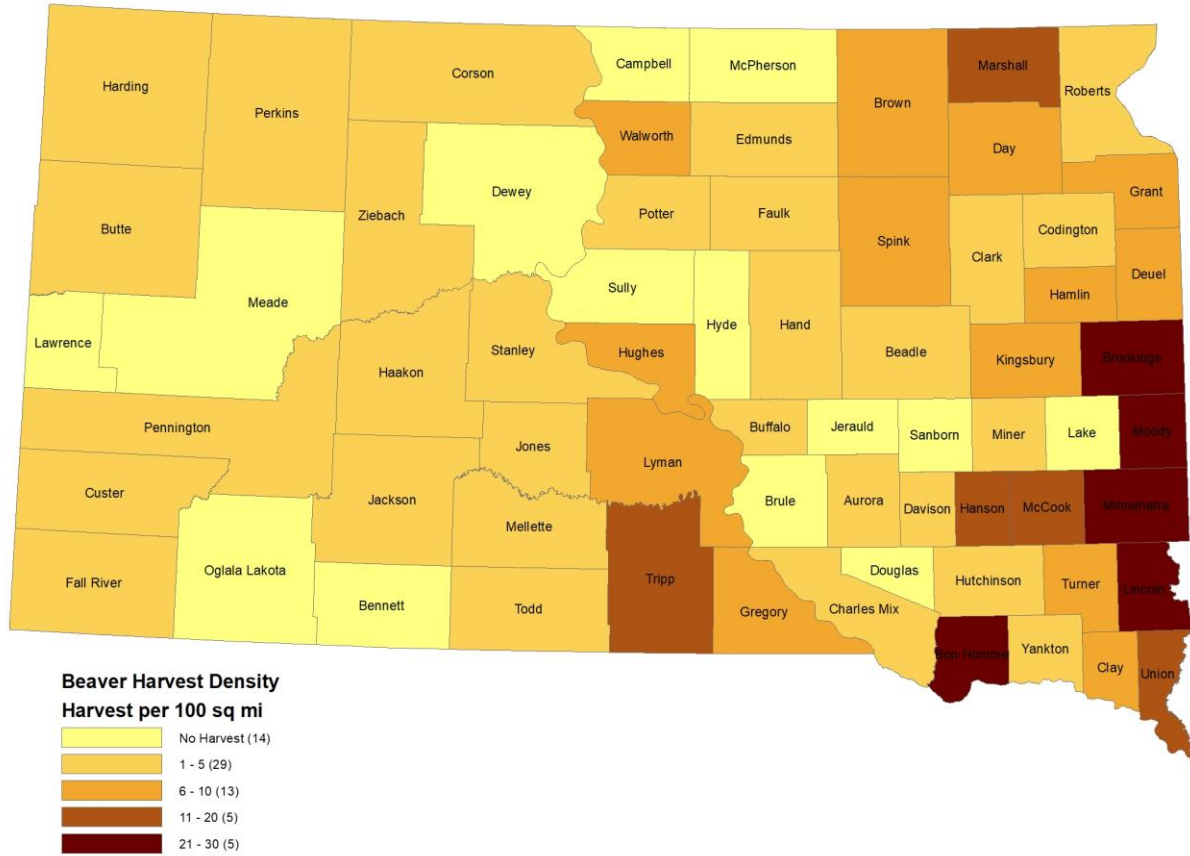 Harding
Perkins
Corson
Campbell
McPherson
Brown
Marshall
Roberts
Walworth
Edmunds
Day
Dewey
Ziebach
Butte
Potter
Faulk
Spink
Clark
Codington
Grant
Deuel
Hamlin
Meade
Sully
Hyde
Hand
Lawrence
Haakon
Stanley
Hughes
Beadle
Kingsbury
Brookings
Pennington
Jones
Lyman
Buffalo
Jerauld
Sanborn
Miner
Lake
Moody
Custer
Jackson
Mellette
Brule
Aurora
Davison
Hanson
McCook
Minnehaha
Fall River
Oglala Lakota
Bennett
Todd
Tripp
Gregory
Charles Mix
Douglas
Hutchinson
Turner
Lincoln
Bon Homme
Yankton
Clay
Union
Beaver Harvest Density
Harvest per 100 sq mi
No Harvest (14)
1 - 5 (29)
6 - 10 (13)
11 - 20 (5)
21 - 30 (5)